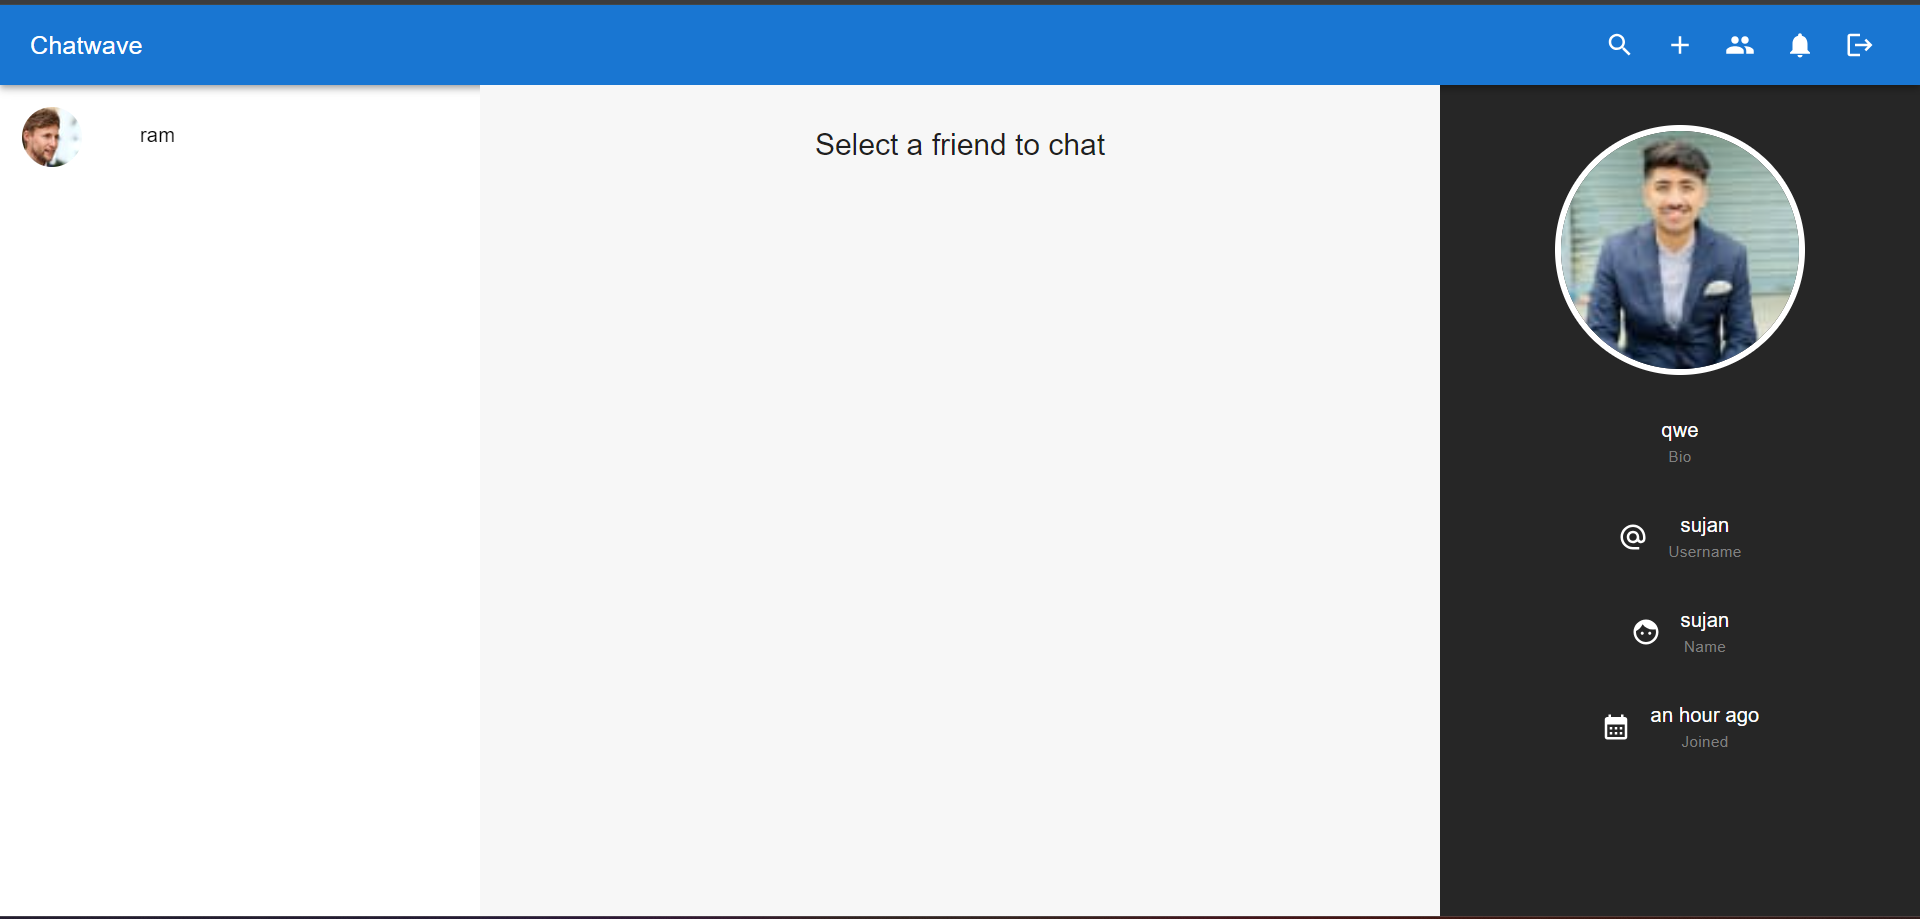 Chatwave
ram
Select a friend to chat
qwe
Bio
sujan
Username
sujan
Name
an hour ago
Joined